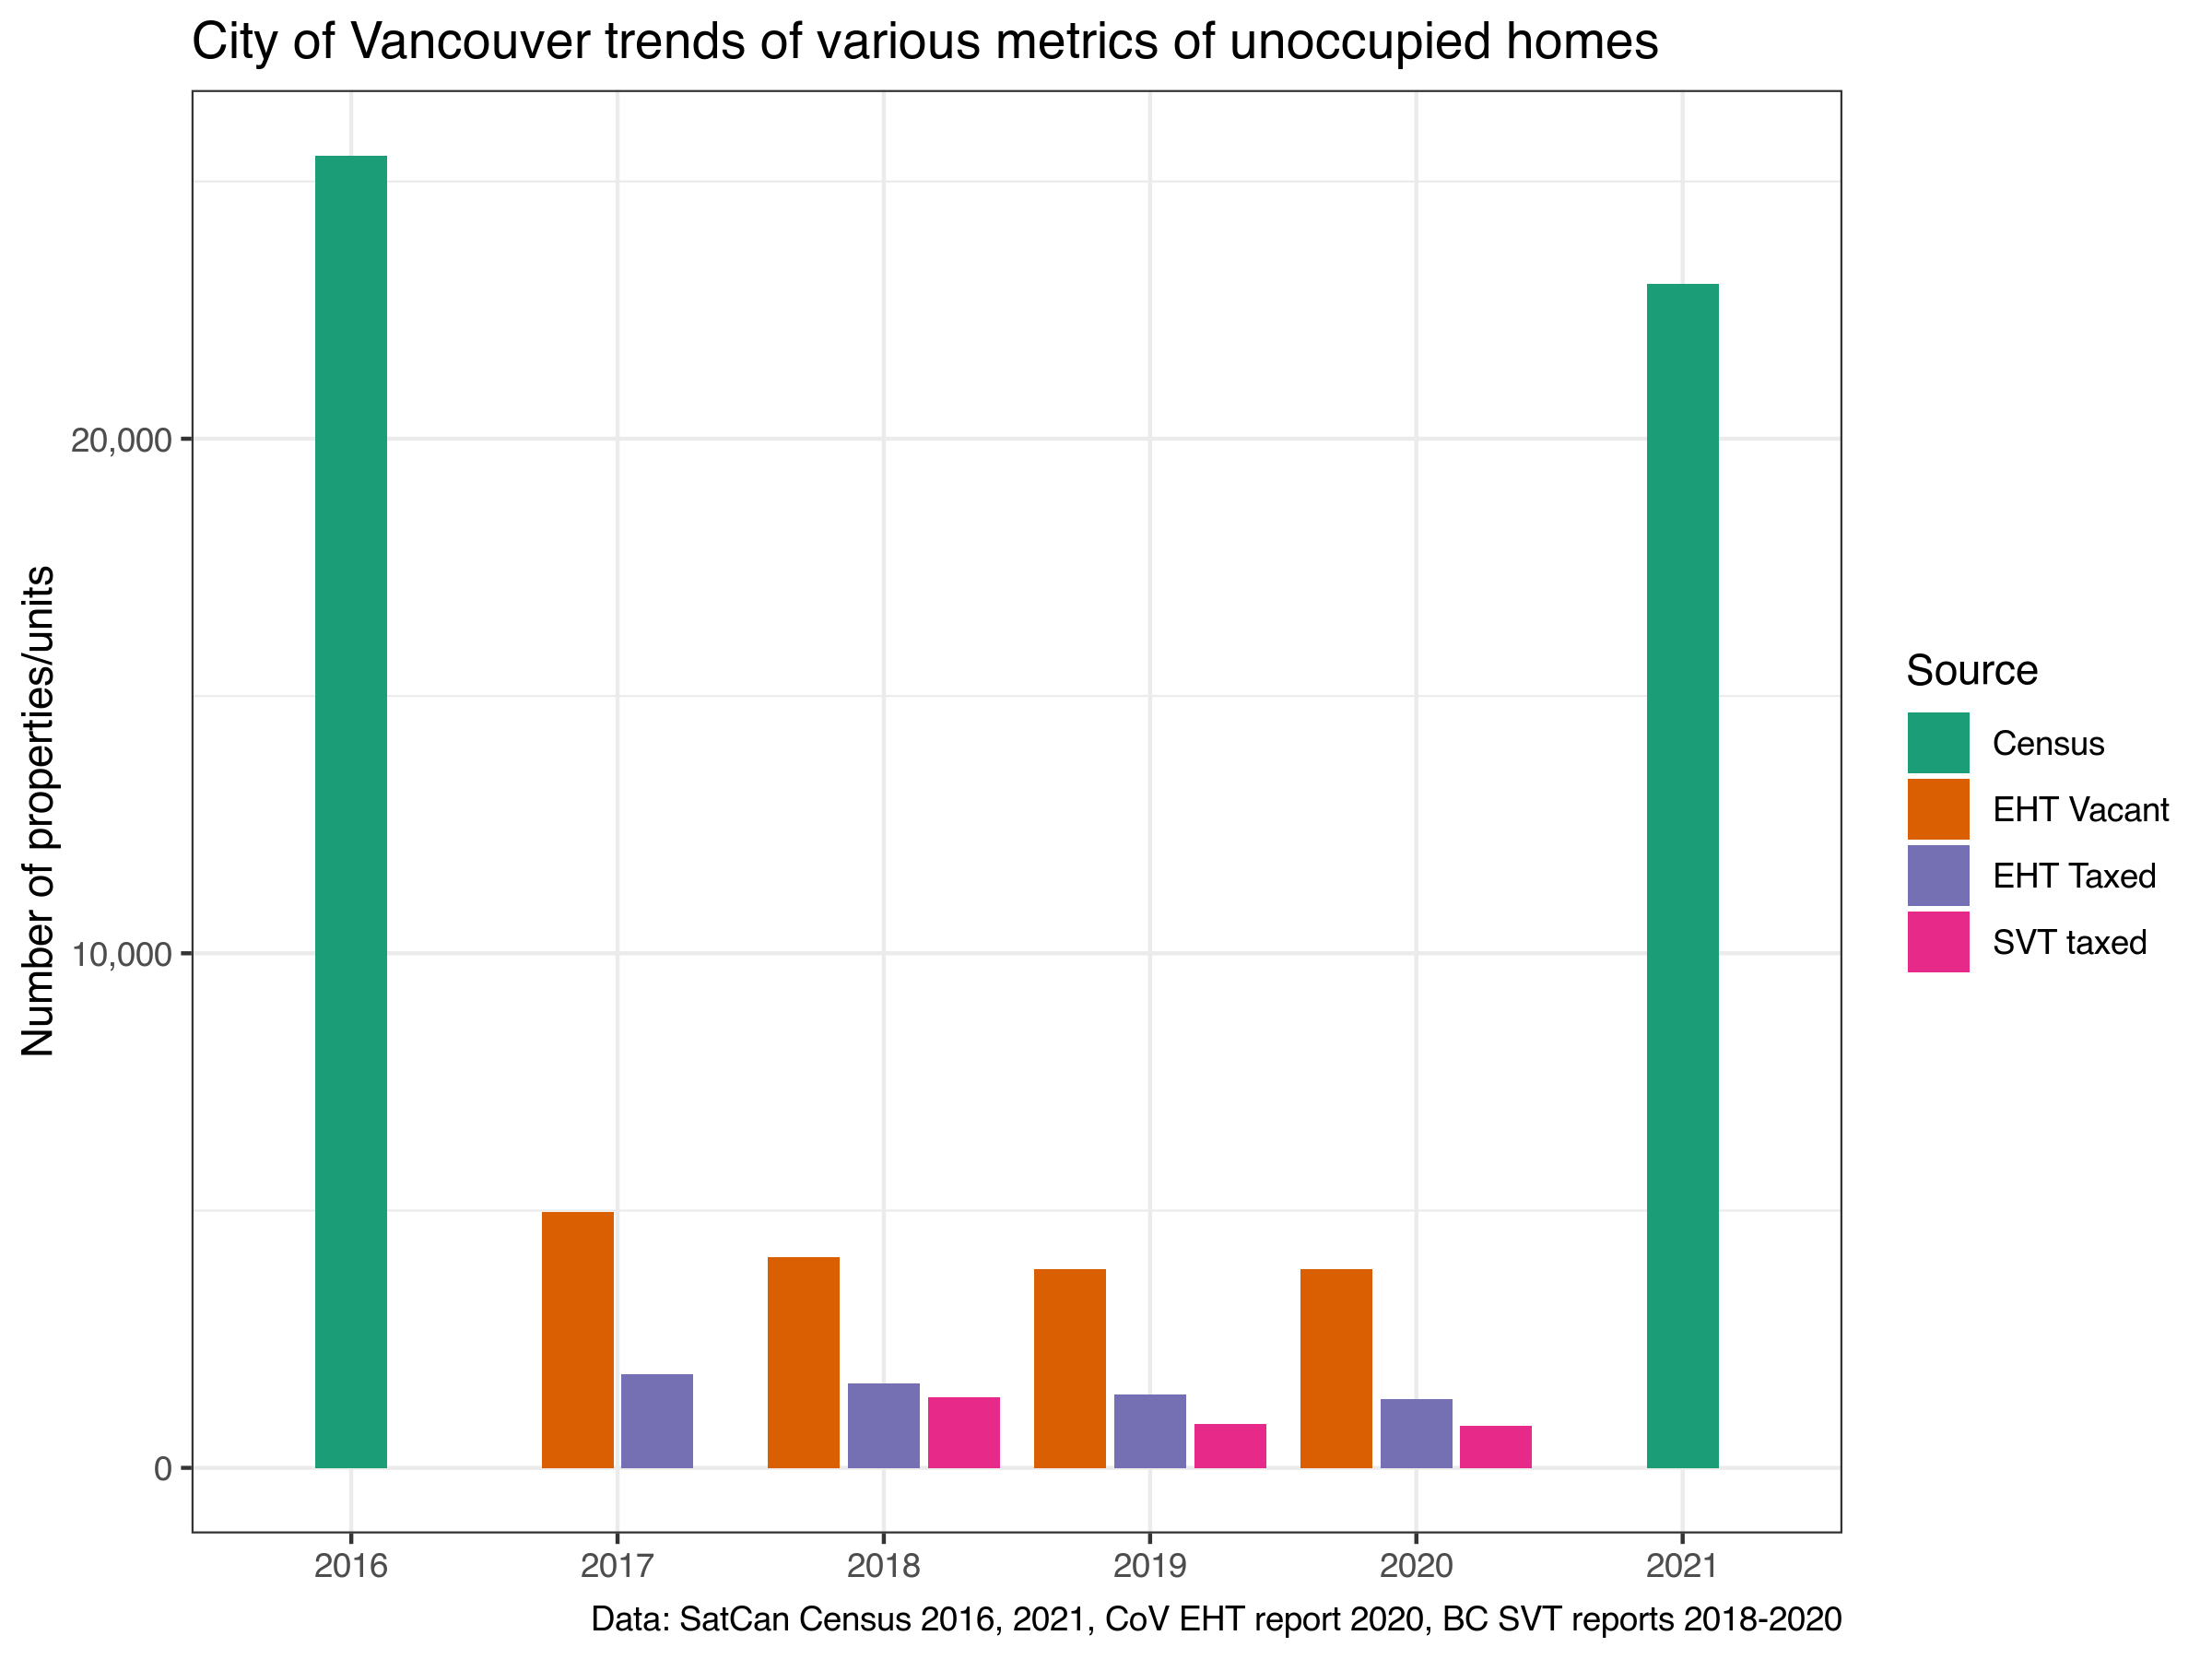 City of Vancouver trends of various metrics of unoccupied homes
Number of properties/units
20,000
10,000
0
2016
2017
2018
2019
2020
2021
Source
Census
EHT Vacant
EHT Taxed
SVT taxed
Data: SatCan Census 2016, 2021, CoV EHT report 2020, BC SVT reports 2018-2020